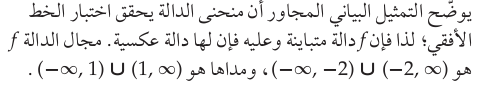 يوضّح التمثيل البياني المجاور أن منحنى الدالة يحقق اختبار الخط
الأفقي؛ لذا فإن f دالة متباينة وعليه فإن لها دالة عكسية. مجال الدالة f
هو (−∞, −2) ∪ (−2, ∞)، ومداها هو (−∞, 1) ∪ (1, ∞) .